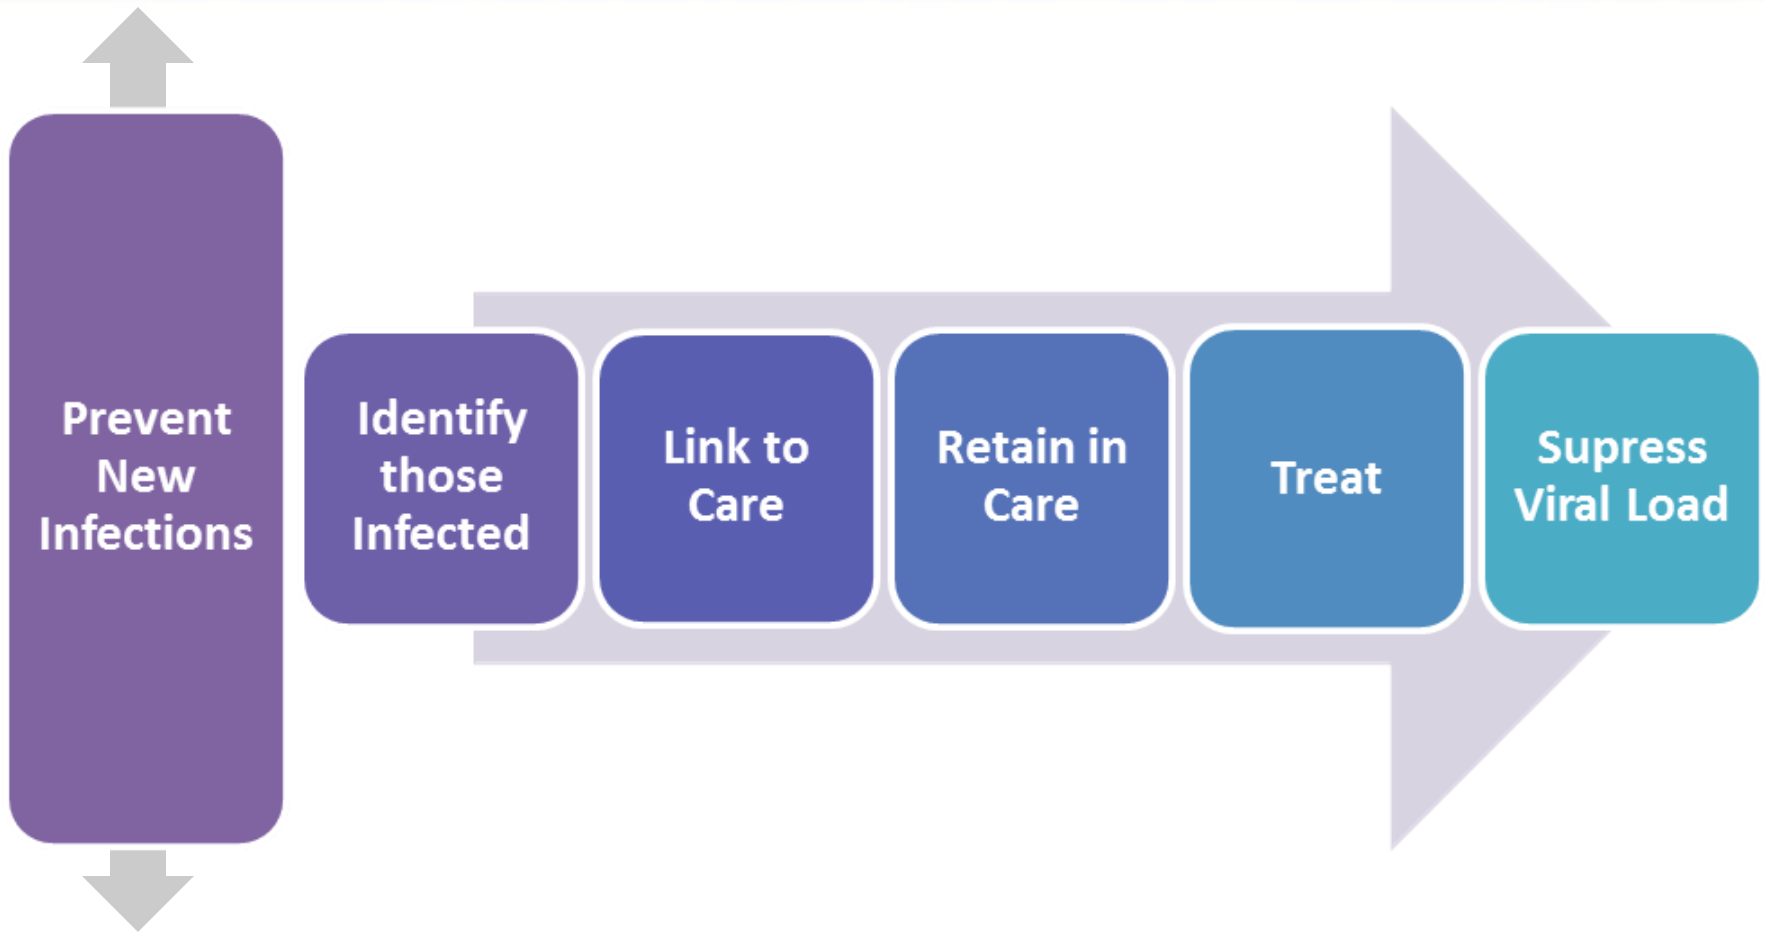 Prevent
New
Infections
Identify
those
Infected
Link to
Care
Retain in
Care
Treat
Supress
Viral Load